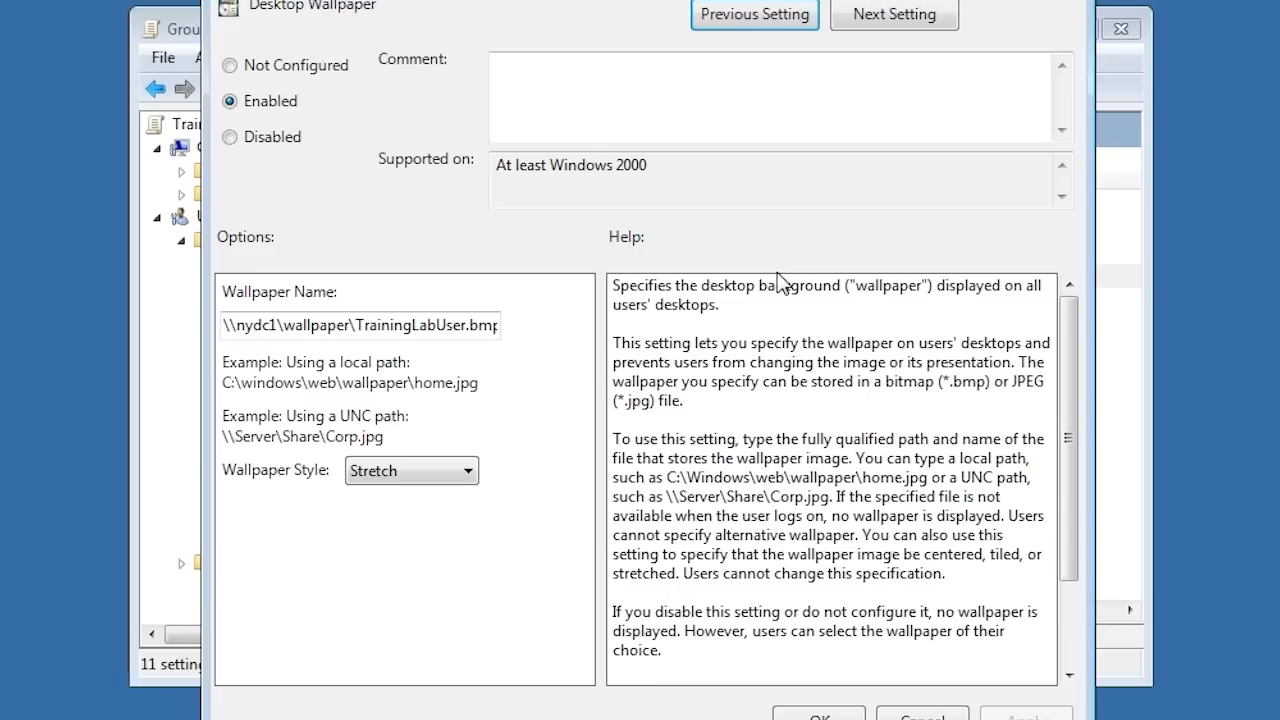 Desktop Wallpaper
Previous Setting
Next Setting
Grou
File
Not Configured
Comment:
Enabled
Trai
Disabled
Supported on:
At least Windows 2000
Options:
Help:
Wallpaper Name:
\\nydc1\wallpaper\TrainingLabUser.bmp
Example: Using a local path:
C:\windows\web\wallpaper\home.jpg
Example: Using a UNC path:
\\Server\Share\Corp.jpg
Wallpaper Style:
Stretch
Specifies the desktop background ("wallpaper") displayed on all
users' desktops.
This setting lets you specify the wallpaper on users' desktops and
prevents users from changing the image or its presentation. The
wallpaper you specify can be stored in a bitmap (*.bmp) or JPEG
(*.jpg) file.
To use this setting, type the fully qualified path and name of the
file that stores the wallpaper image. You can type a local path,
such as C:\Windows\web\wallpaper\home.jpg or a UNC path,
such as \\Server\Share\Corp.jpg. If the specified file is not
available when the user logs on, no wallpaper is displayed. Users
cannot specify alternative wallpaper. You can also use this
setting to specify that the wallpaper image be centered, tiled, or
stretched. Users cannot change this specification.
If you disable this setting or do not configure it, no wallpaper is
displayed. However, users can select the wallpaper of their
choice.
11 setting
OK
Cancel
Apply